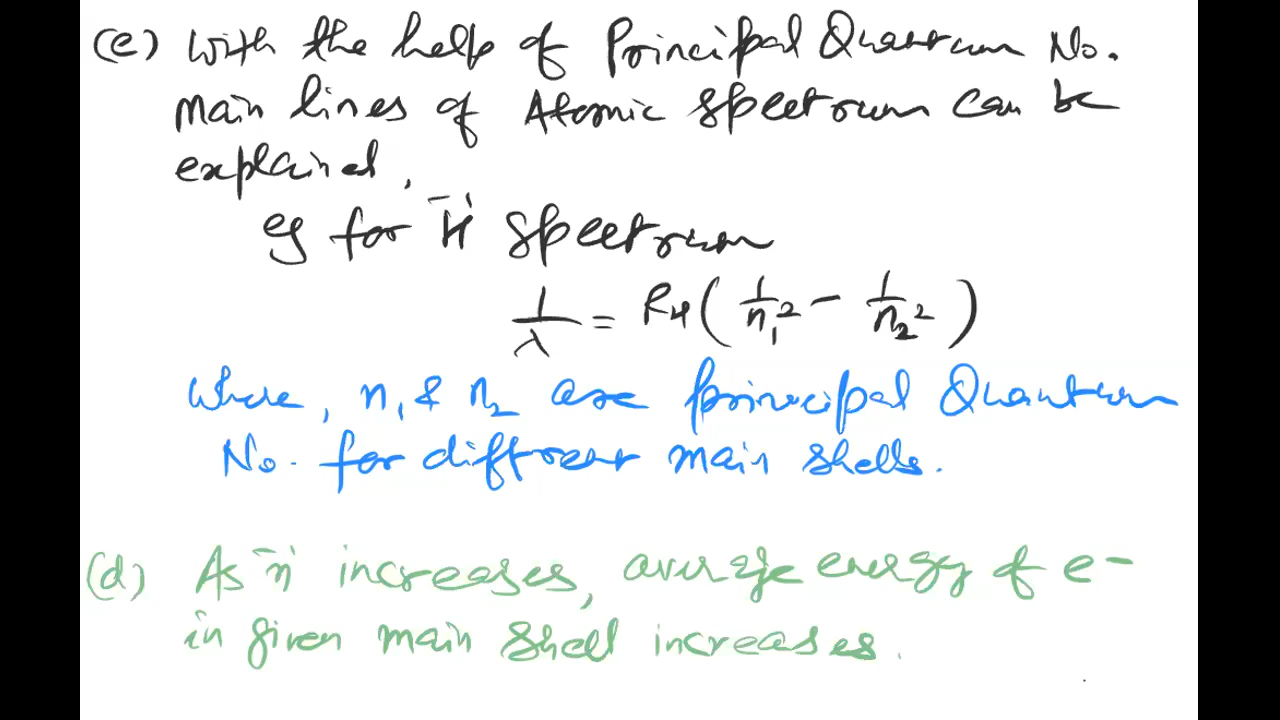 (c) With the help of Principal Quantum No.
main lines of Atomic Spectrum can be
explained,
eg for "H" Spectrum
1/λ = RH ( 1/n₁² - 1/n₂² )
Where, n₁ & n₂ are principal Quantum
No. for different main shells.
(d) As "n" increases, average energy of e-
in given main shell increases.